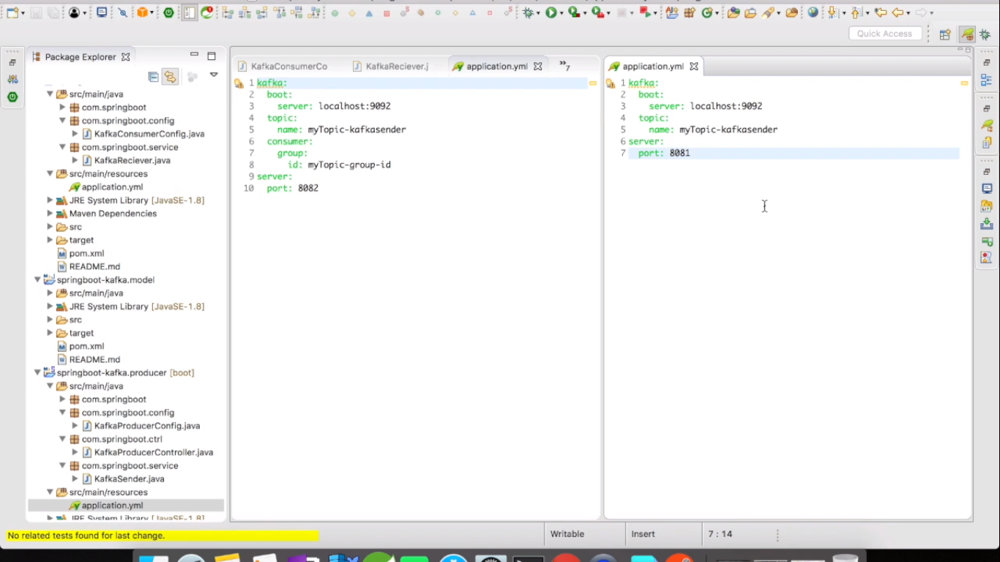 Quick Access
Package Explorer
src/main/java
com.springboot
com.springboot.config
KafkaConsumerConfig.java
com.springboot.service
KafkaReciever.java
src/main/resources
application.yml
JRE System Library [JavaSE-1.8]
Maven Dependencies
src
target
pom.xml
README.md
springboot-kafka.model
src/main/java
JRE System Library [JavaSE-1.8]
src
target
pom.xml
README.md
springboot-kafka.producer [boot]
src/main/java
com.springboot
com.springboot.config
KafkaProducerConfig.java
com.springboot.ctrl
KafkaProducerController.java
com.springboot.service
KafkaSender.java
src/main/resources
application.yml
JRE System Library [JavaSE-1.8]
KafkaConsumerCo
KafkaReciever.j
application.yml
»7
1 kafka:
2 boot:
3 server: localhost:9092
4 topic:
5 name: myTopic-kafkasender
6 consumer:
7 group:
8 id: myTopic-group-id
9 server:
10 port: 8082
application.yml
1 kafka:
2 boot:
3 server: localhost:9092
4 topic:
5 name: myTopic-kafkasender
6 server:
7 port: 8081
No related tests found for last change.
Writable
Insert
7 : 14